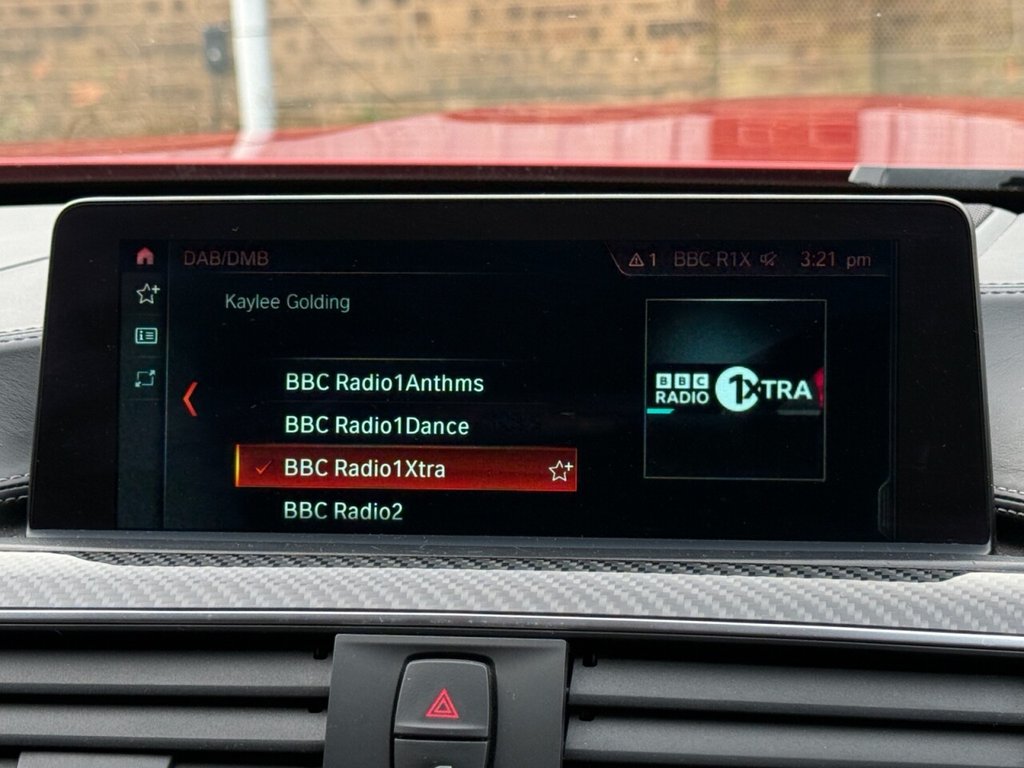 DAB/DMB
1 BBC R1X 3:21 pm
Kaylee Golding
BBC Radio1Anthms
BBC Radio1Dance
BBC Radio1Xtra
BBC Radio2
BBC
RADIO
1XTRA